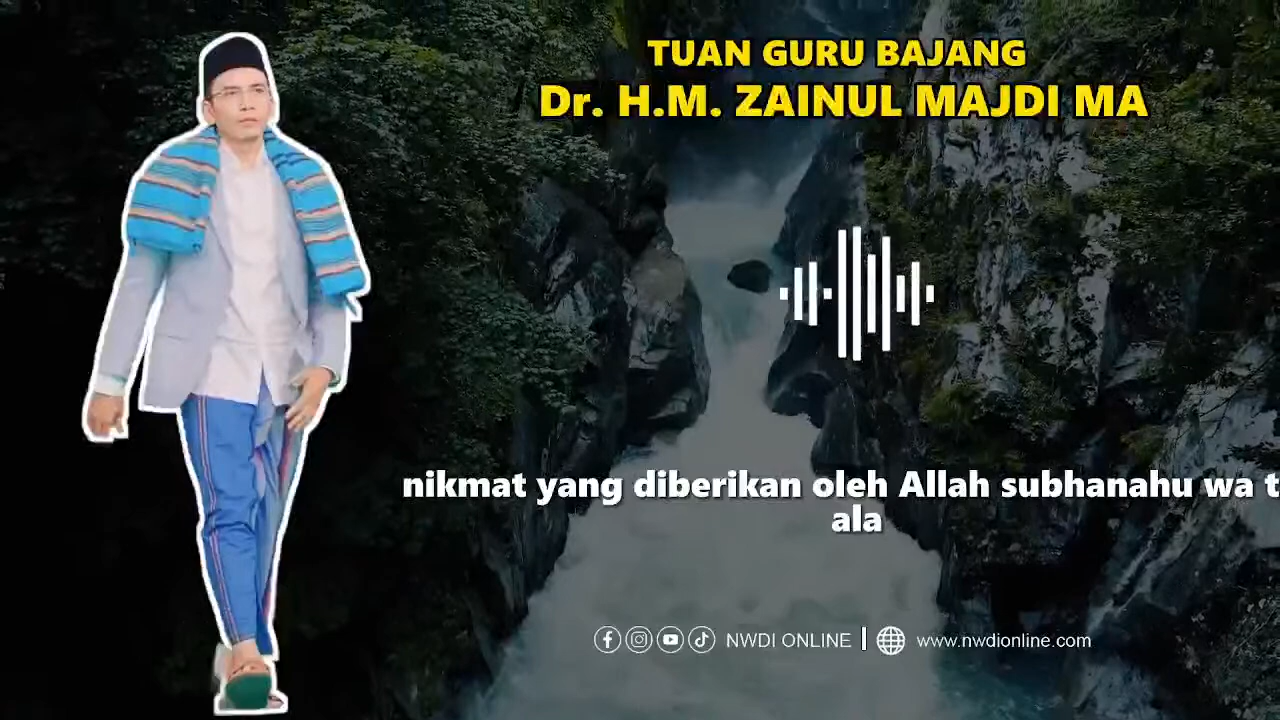 TUAN GURU BAJANG
Dr. H.M. ZAINUL MAJDI MA
nikmat yang diberikan oleh Allah subhanahu wa t
ala
NWDI ONLINE | www.nwdionline.com